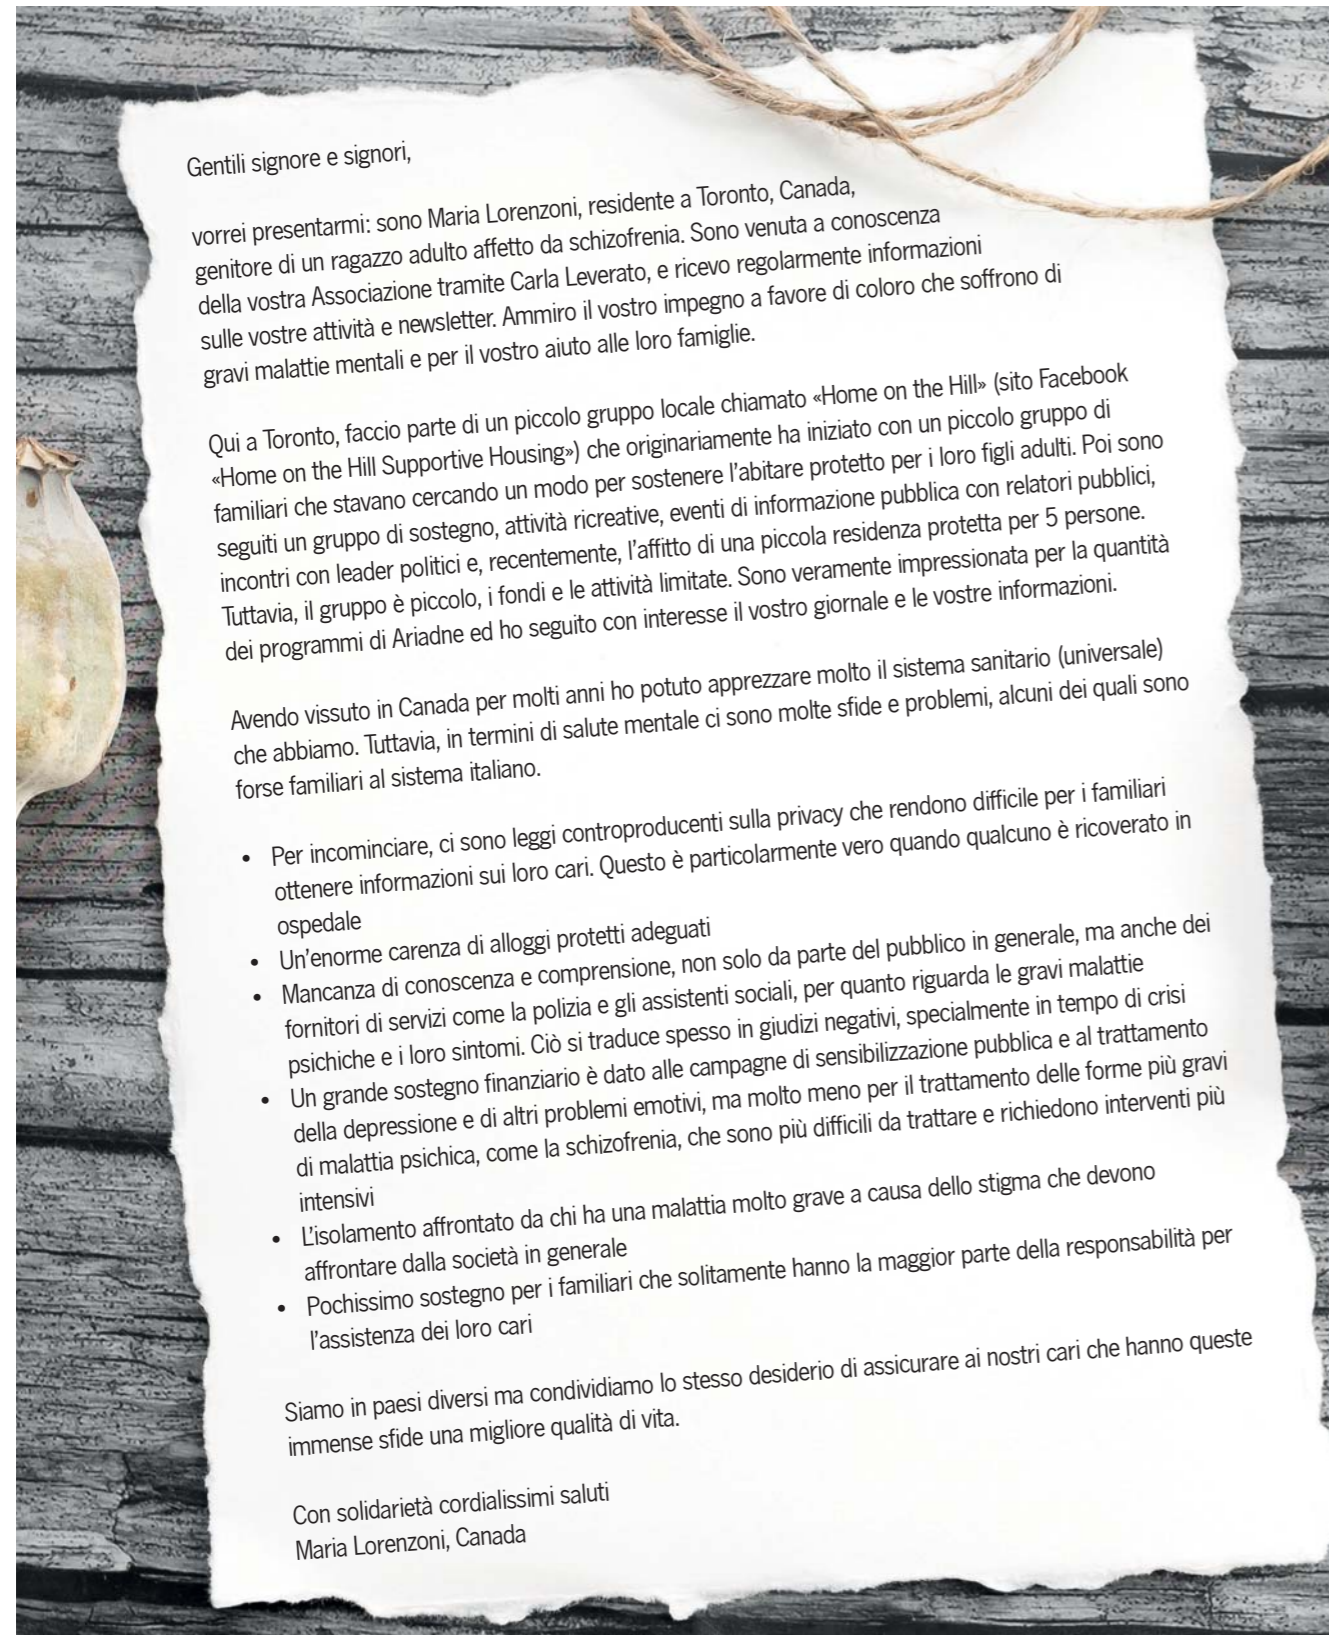 Gentili signore e signori,
vorrei presentarmi: sono Maria Lorenzoni, residente a Toronto, Canada,
genitore di un ragazzo adulto affetto da schizofrenia. Sono venuta a conoscenza
della vostra Associazione tramite Carla Leverato, e ricevo regolarmente informazioni
sulle vostre attività e newsletter. Ammiro il vostro impegno a favore di coloro che soffrono di
gravi malattie mentali e per il vostro aiuto alle loro famiglie.
Qui a Toronto, faccio parte di un piccolo gruppo locale chiamato «Home on the Hill» (sito Facebook
«Home on the Hill Supportive Housing») che originariamente ha iniziato con un piccolo gruppo di
familiari che stavano cercando un modo per sostenere l'abitare protetto per i loro figli adulti. Poi sono
seguiti un gruppo di sostegno, attività ricreative, eventi di informazione pubblica con relatori pubblici,
incontri con leader politici e, recentemente, l'affitto di una piccola residenza protetta per 5 persone.
Tuttavia, il gruppo è piccolo, i fondi e le attività limitate. Sono veramente impressionata per la quantità
dei programmi di Ariadne ed ho seguito con interesse il vostro giornale e le vostre informazioni.
Avendo vissuto in Canada per molti anni ho potuto apprezzare molto il sistema sanitario (universale)
che abbiamo. Tuttavia, in termini di salute mentale ci sono molte sfide e problemi, alcuni dei quali sono
forse familiari al sistema italiano.
• Per incominciare, ci sono leggi controproducenti sulla privacy che rendono difficile per i familiari
ottenere informazioni sui loro cari. Questo è particolarmente vero quando qualcuno è ricoverato in
ospedale
• Un'enorme carenza di alloggi protetti adeguati
• Mancanza di conoscenza e comprensione, non solo da parte del pubblico in generale, ma anche dei
fornitori di servizi come la polizia e gli assistenti sociali, per quanto riguarda le gravi malattie
psichiche e i loro sintomi. Ciò si traduce spesso in giudizi negativi, specialmente in tempo di crisi
• Un grande sostegno finanziario è dato alle campagne di sensibilizzazione pubblica e al trattamento
della depressione e di altri problemi emotivi, ma molto meno per il trattamento delle forme più gravi
di malattia psichica, come la schizofrenia, che sono più difficili da trattare e richiedono interventi più
intensivi
• L'isolamento affrontato da chi ha una malattia molto grave a causa dello stigma che devono
affrontare dalla società in generale
• Pochissimo sostegno per i familiari che solitamente hanno la maggior parte della responsabilità per
l'assistenza dei loro cari
Siamo in paesi diversi ma condividiamo lo stesso desiderio di assicurare ai nostri cari che hanno queste
immense sfide una migliore qualità di vita.
Con solidarietà cordialissimi saluti
Maria Lorenzoni, Canada